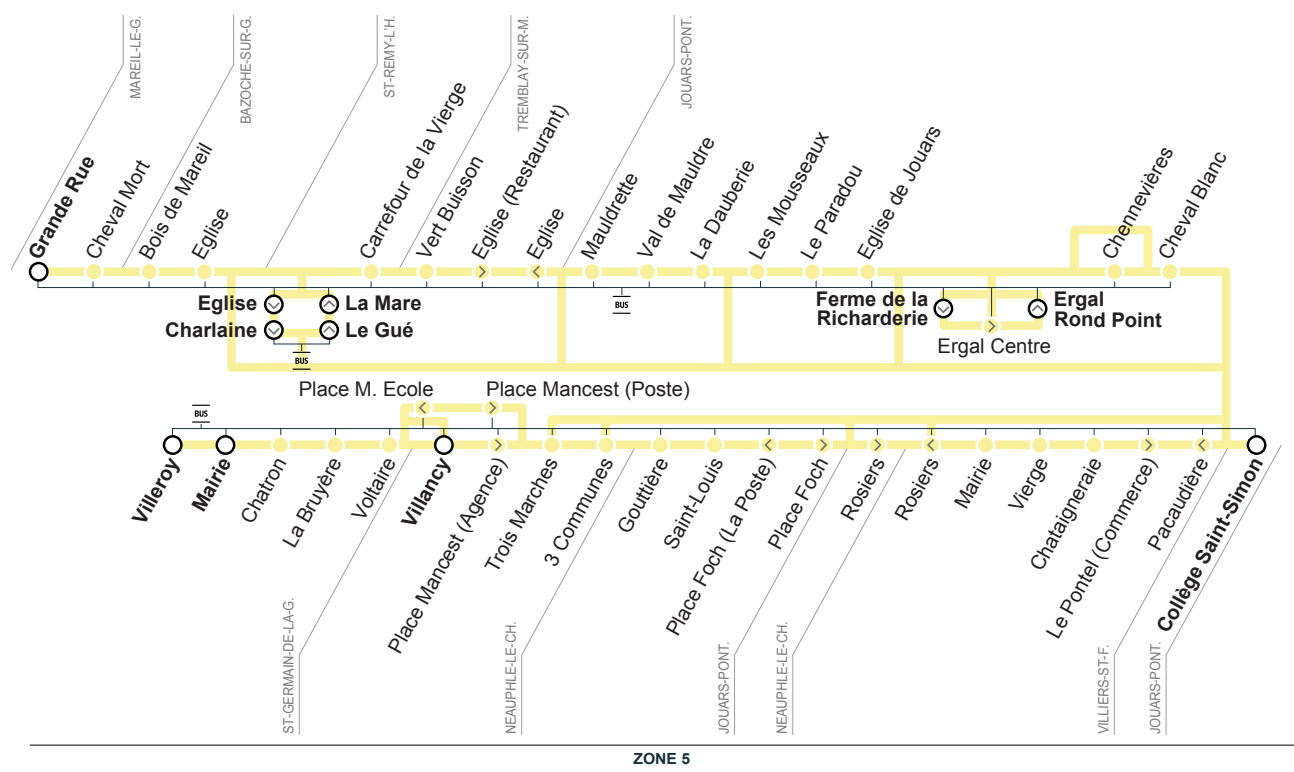 MAREIL-LE-G.
BAZOCHE-SUR-G.
ST-REMY-L'H.
TREMBLAY-SUR-M.
JOUARS-PONT.
Grande Rue
Cheval Mort
Bois de Mareil
Eglise
Carrefour de la Vierge
Vert Buisson
Eglise (Restaurant)
Eglise
Mauldrette
Val de Mauldre
La Dauberie
Les Mousseaux
Le Paradou
Eglise de Jouars
Chennevières
Cheval Blanc
Eglise
La Mare
Charlaine
Le Gué
BUS
BUS
Ferme de la
Richarderie
Ergal
Rond Point
Ergal Centre
Place M. Ecole
Place Mancest (Poste)
BUS
Villeroy
Mairie
Chatron
La Bruyère
Voltaire
Villancy
Place Mancest (Agence)
Trois Marches
3 Communes
Gouttière
Saint-Louis
Place Foch (La Poste)
Place Foch
Rosiers
Rosiers
Mairie
Vierge
Chataigneraie
Le Pontel (Commerce)
Pacaudière
Collège Saint-Simon
ST-GERMAIN-DE-LA-G.
NEAUPHLE-LE-CH.
JOUARS-PONT.
NEAUPHLE-LE-CH.
VILLIERS-ST-F.
JOUARS-PONT.
ZONE 5